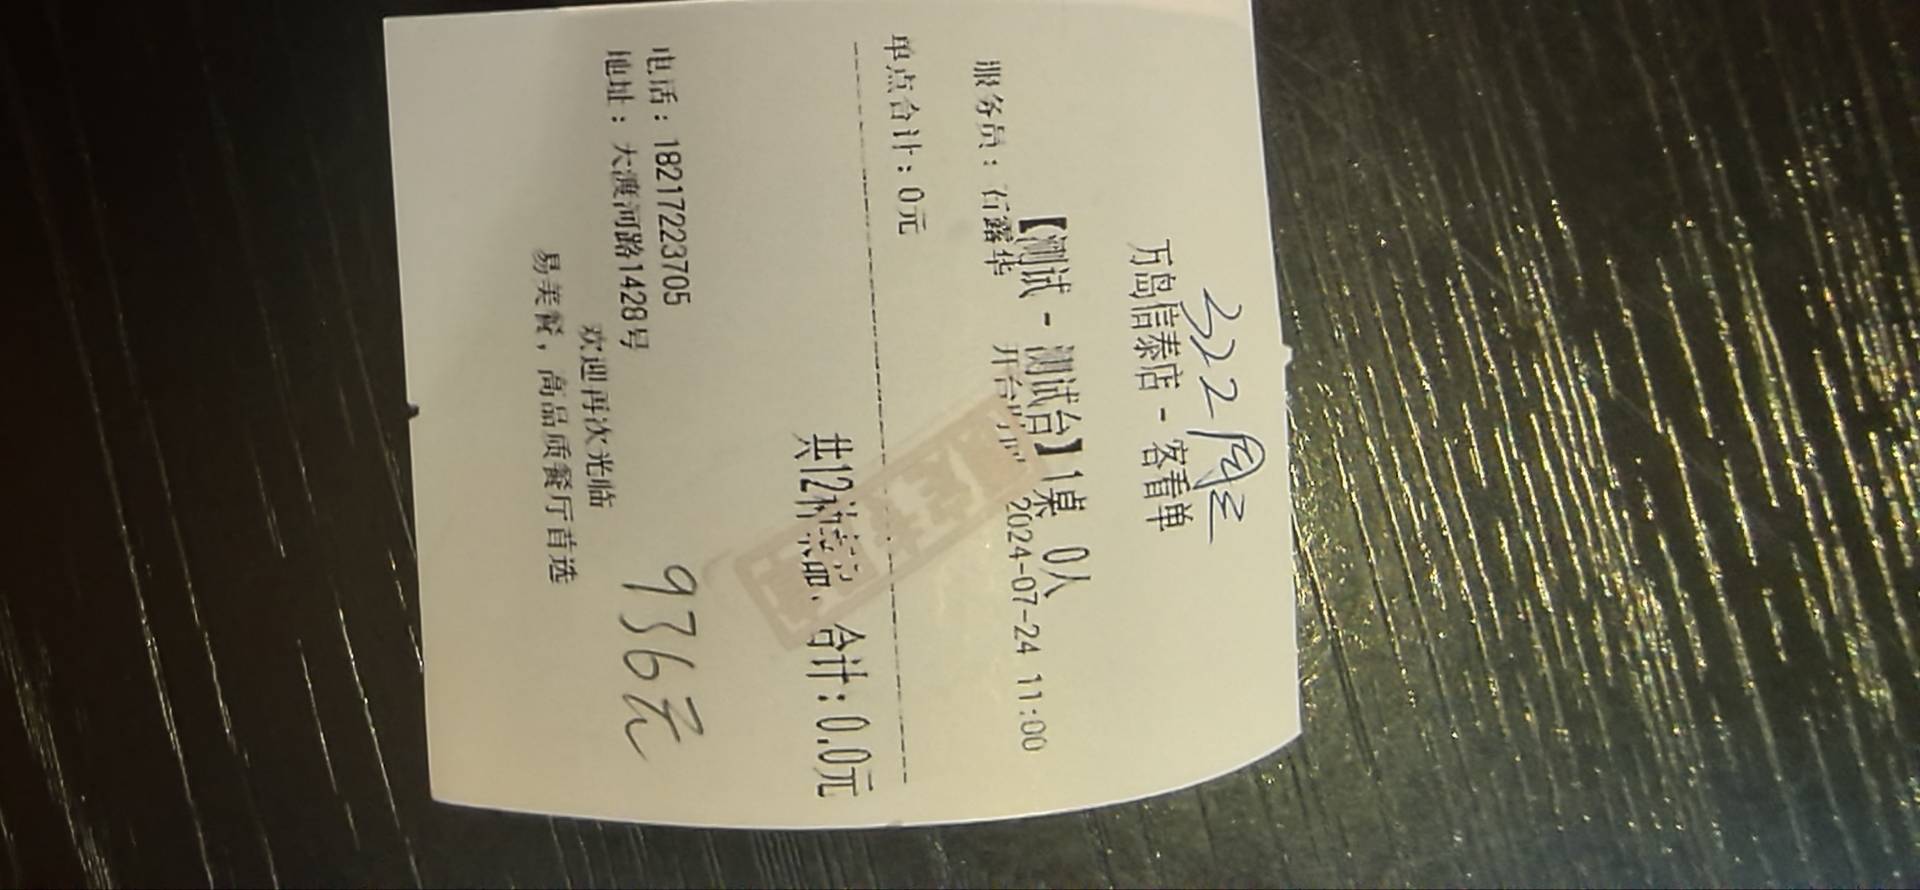 322
万岛信泰店 - 客看单
【测试 - 测试台】1桌 0人
服务员：石露华 开台 2024-07-24 11:00
单点合计：0元
共12样菜品，合计：0.0元
936元
电话：18217223705
地址：大渡河路1428号
欢迎再次光临
易美餐，高品质餐厅首选